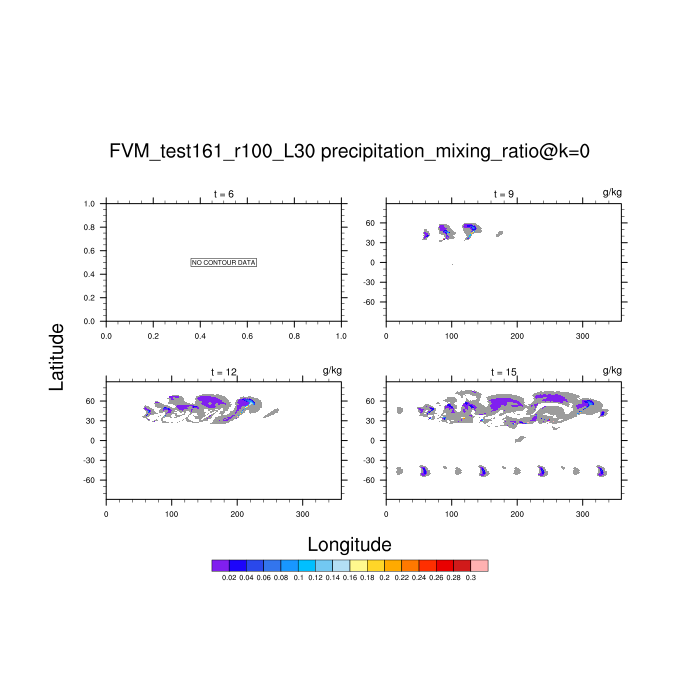 FVM_test161_r100_L30 precipitation_mixing_ratio@k=0
t = 6
t = 9 g/kg
1.0
0.8
0.6
0.4
0.2
0.0
NO CONTOUR DATA
0.0 0.2 0.4 0.6 0.8 1.0
60
30
0
-30
-60
0 100 200 300
Latitude
t = 12 g/kg
t = 15 g/kg
60
30
0
-30
-60
0 100 200 300
60
30
0
-30
-60
0 100 200 300
Longitude
0.02 0.04 0.06 0.08 0.1 0.12 0.14 0.16 0.18 0.2 0.22 0.24 0.26 0.28 0.3